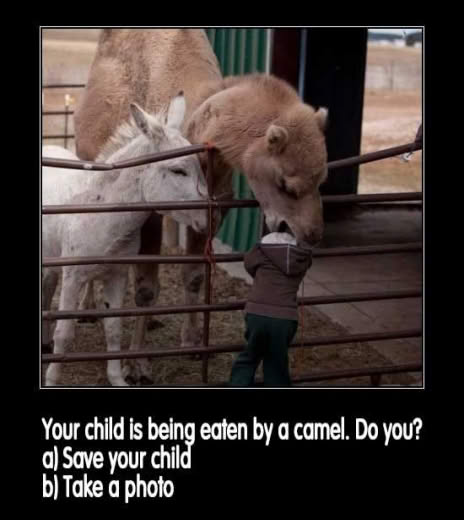 Your child is being eaten by a camel. Do you?
a) Save your child
b) Take a photo